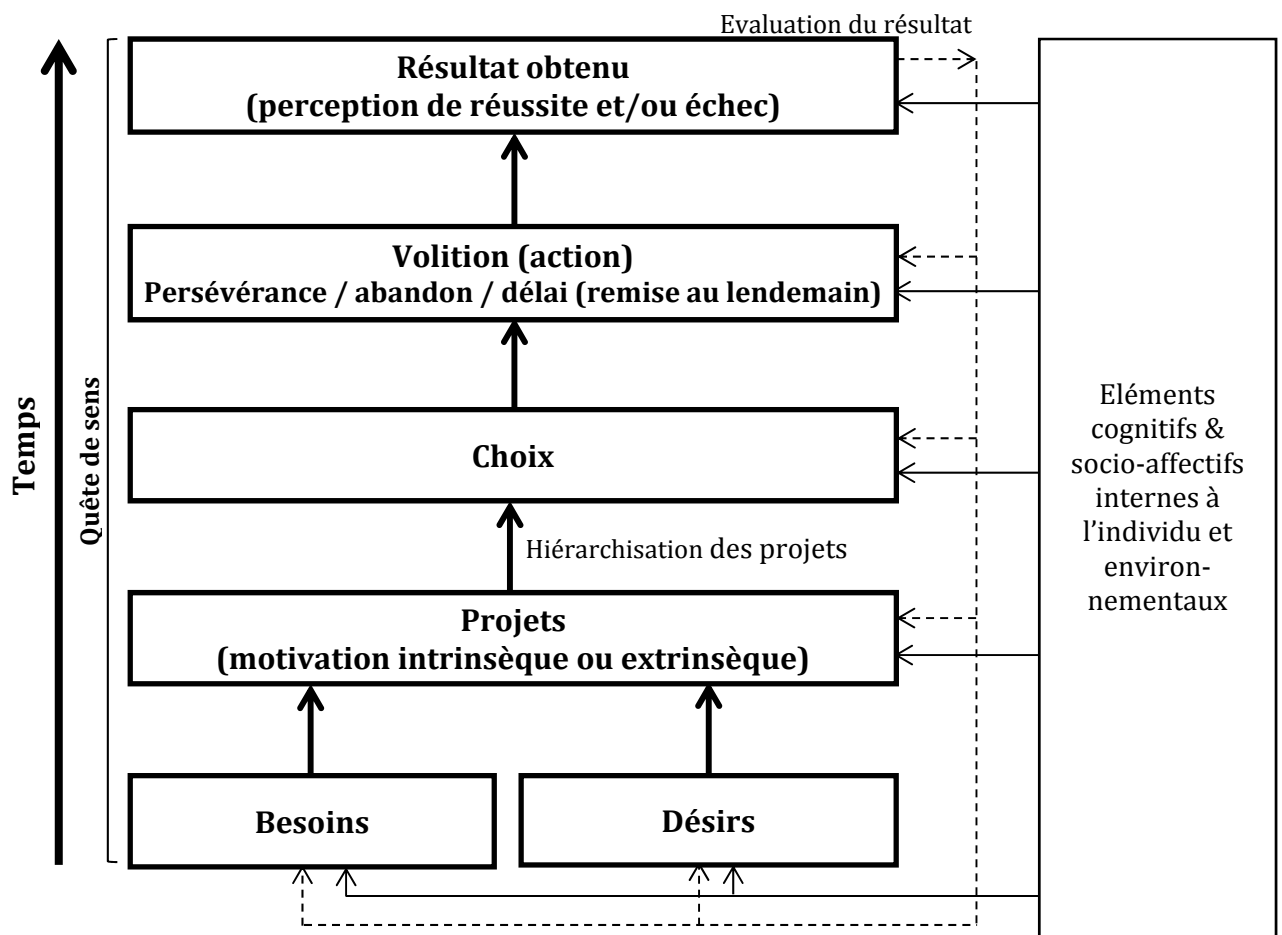 Evaluation du résultat
Résultat obtenu
(perception de réussite et/ou échec)
Volition (action)
Persévérance / abandon / délai (remise au lendemain)
Temps
Quête de sens
Choix
Hiérarchisation des projets
Projets
(motivation intrinsèque ou extrinsèque)
Besoins
Désirs
Eléments
cognitifs &
socio-affectifs
internes à
l’individu et
environ-
nementaux